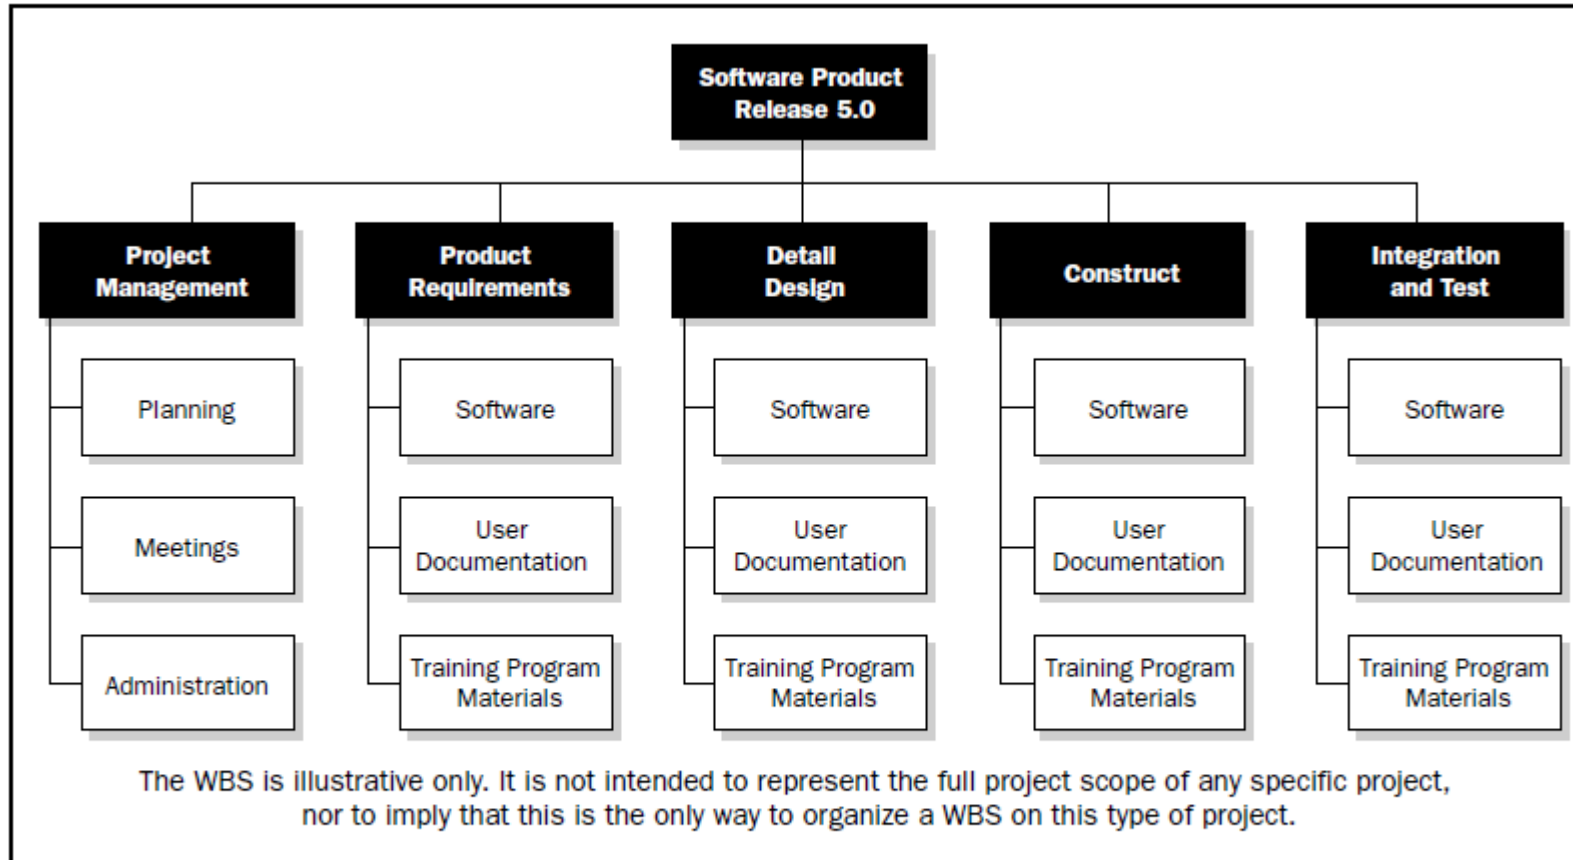 Software Product
Release 5.0
Project
Management
Product
Requirements
Detail
Design
Construct
Integration
and Test
Planning
Software
Software
Software
Software
Meetings
User
Documentation
User
Documentation
User
Documentation
User
Documentation
Administration
Training Program
Materials
Training Program
Materials
Training Program
Materials
Training Program
Materials
The WBS is illustrative only. It is not intended to represent the full project scope of any specific project,
nor to imply that this is the only way to organize a WBS on this type of project.